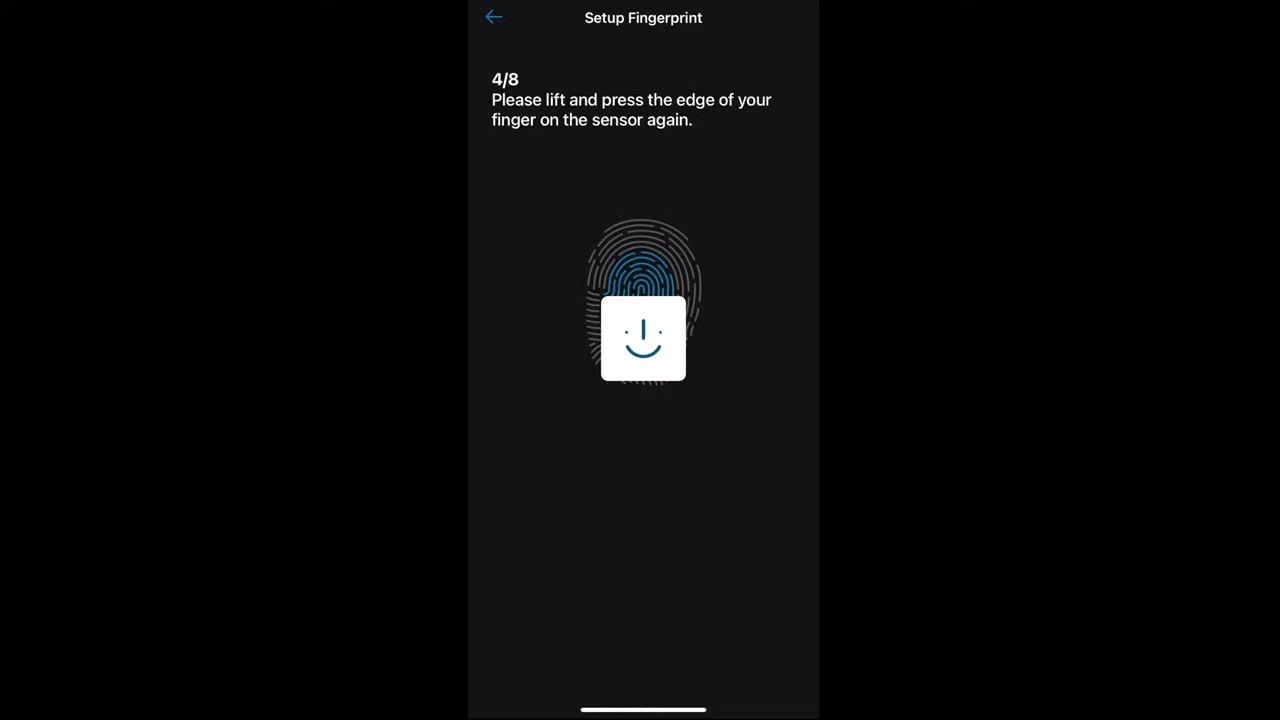 Setup Fingerprint
4/8
Please lift and press the edge of your
finger on the sensor again.